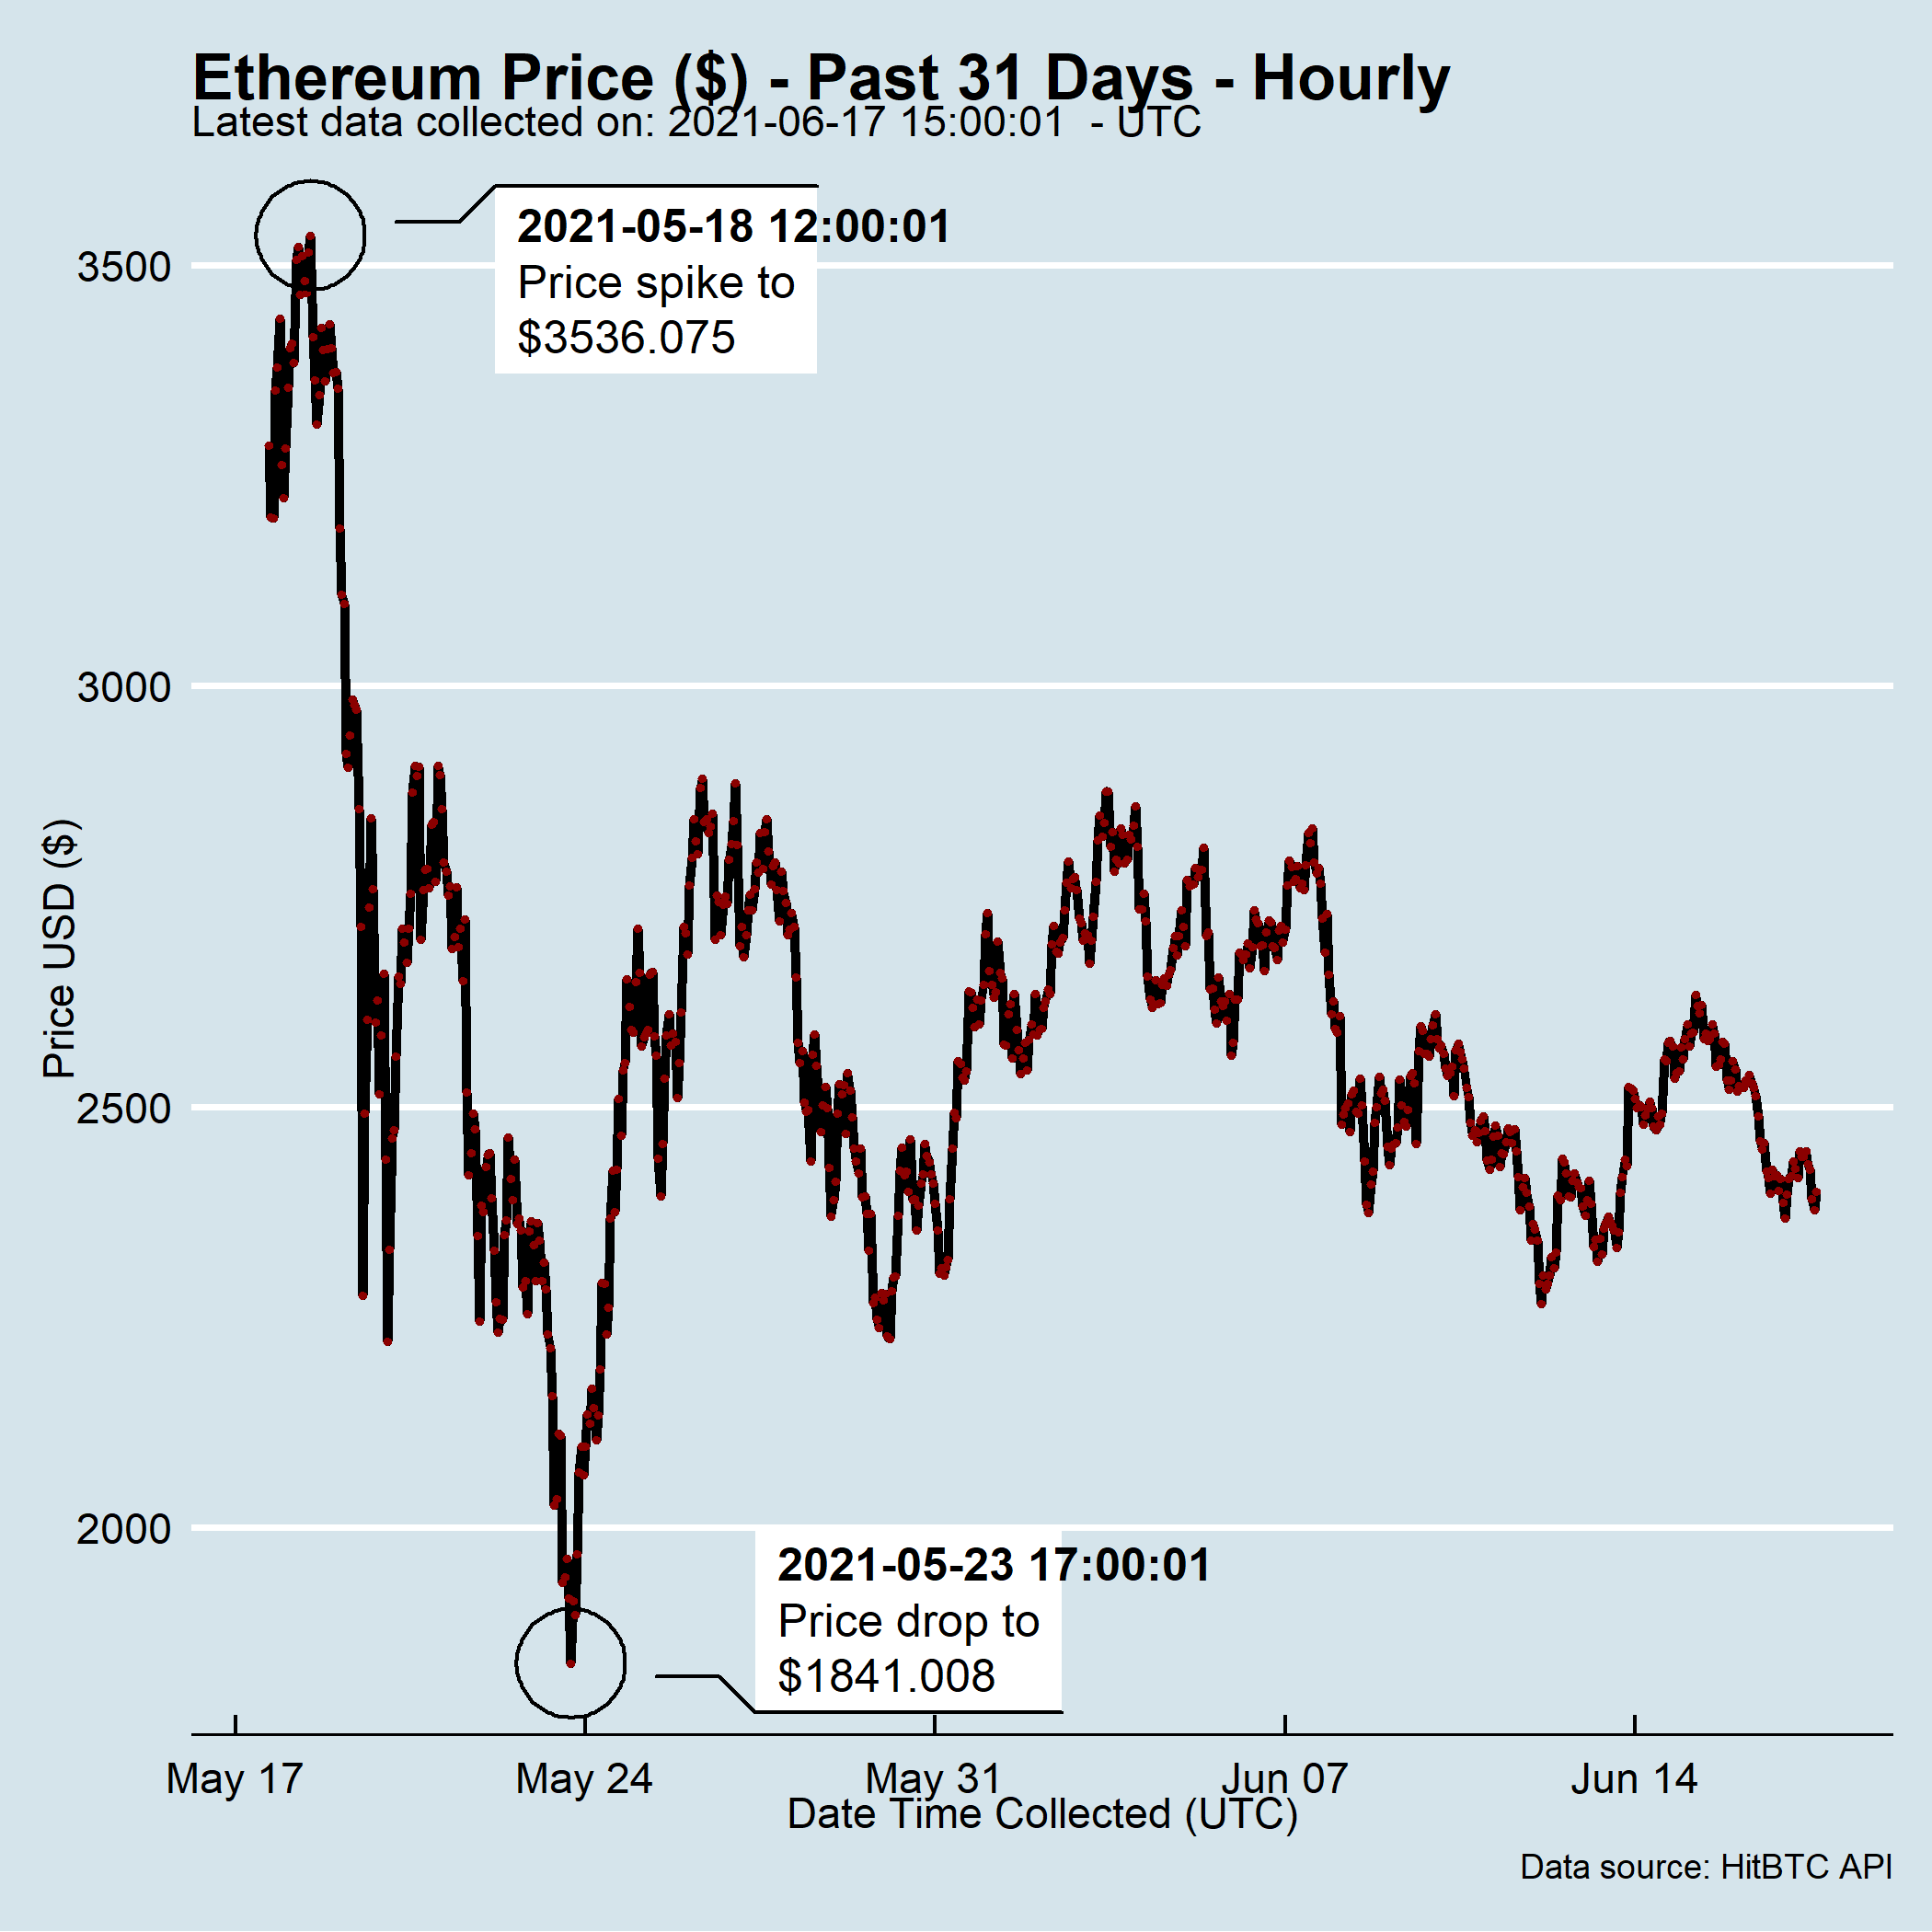 Ethereum Price ($) - Past 31 Days - Hourly
Latest data collected on: 2021-06-17 15:00:01  - UTC
2021-05-18 12:00:01
Price spike to
$3536.075
3500
3000
Price USD ($)
2500
2000
2021-05-23 17:00:01
Price drop to
$1841.008
May 17 May 24 May 31 Jun 07 Jun 14
Date Time Collected (UTC)
Data source: HitBTC API